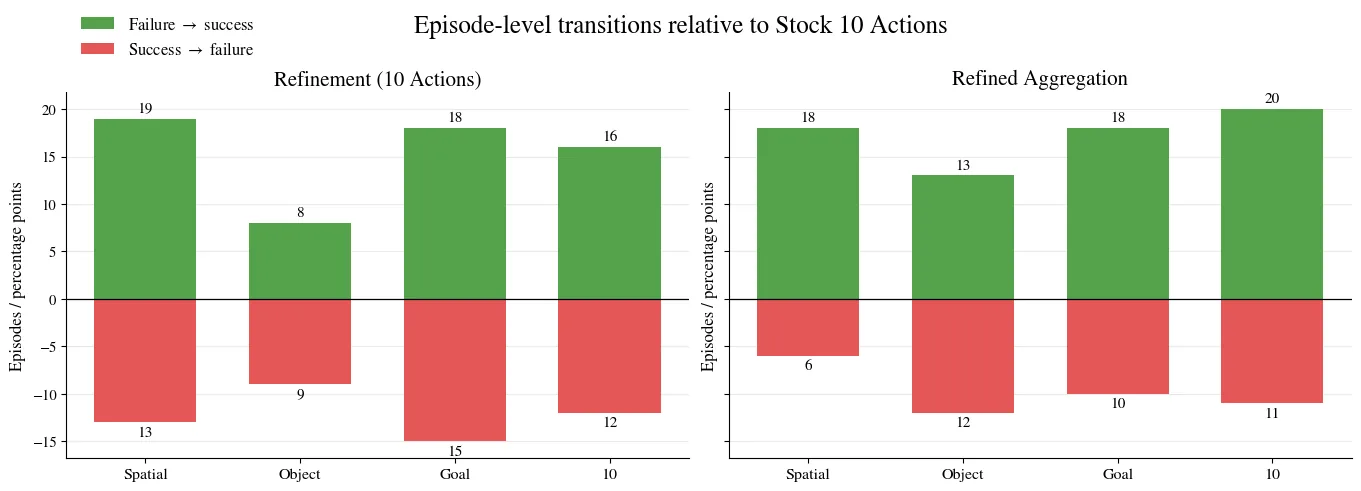 Failure → success
Success → failure
Episode-level transitions relative to Stock 10 Actions
Refinement (10 Actions)
Episodes / percentage points
20
15
10
5
0
−5
−10
−15
19
8
18
16
13
9
15
12
Spatial
Object
Goal
10
Refined Aggregation
Episodes / percentage points
18
13
18
20
6
12
10
11
Spatial
Object
Goal
10